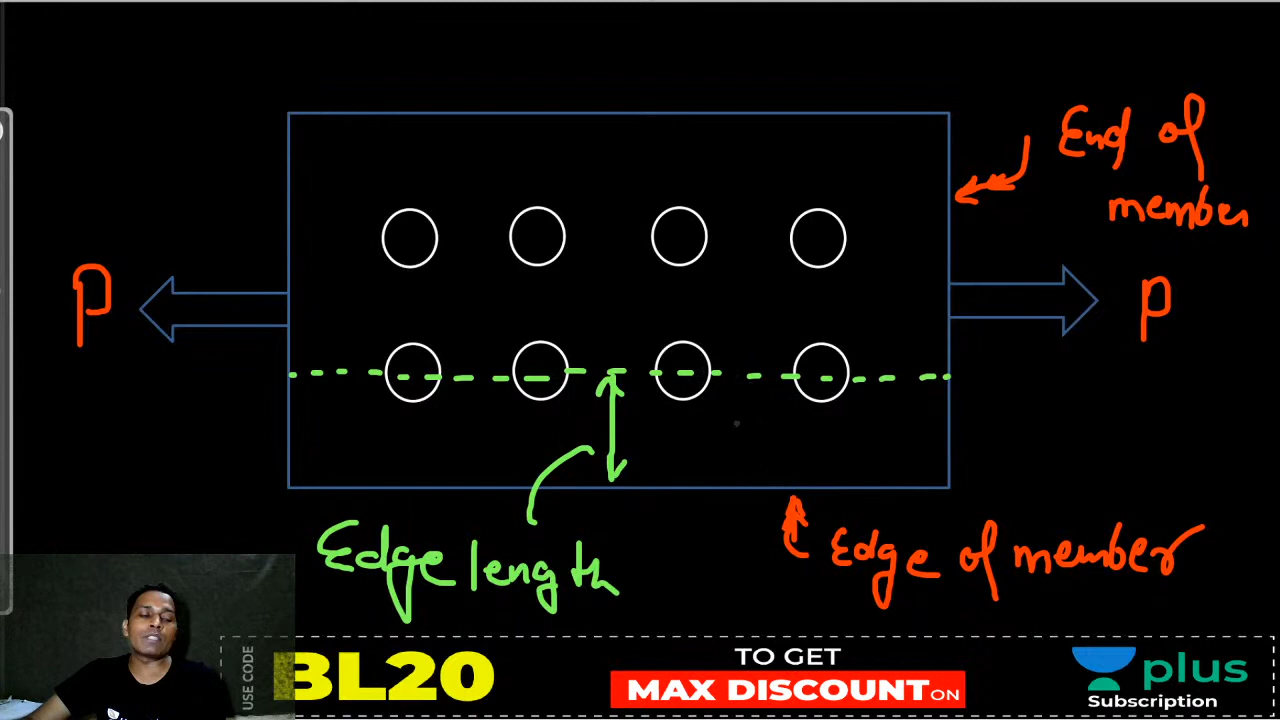 End of
member
P
P
Edge length
Edge of member
USE CODE
BL20
TO GET
MAX DISCOUNT ON
plus
Subscription